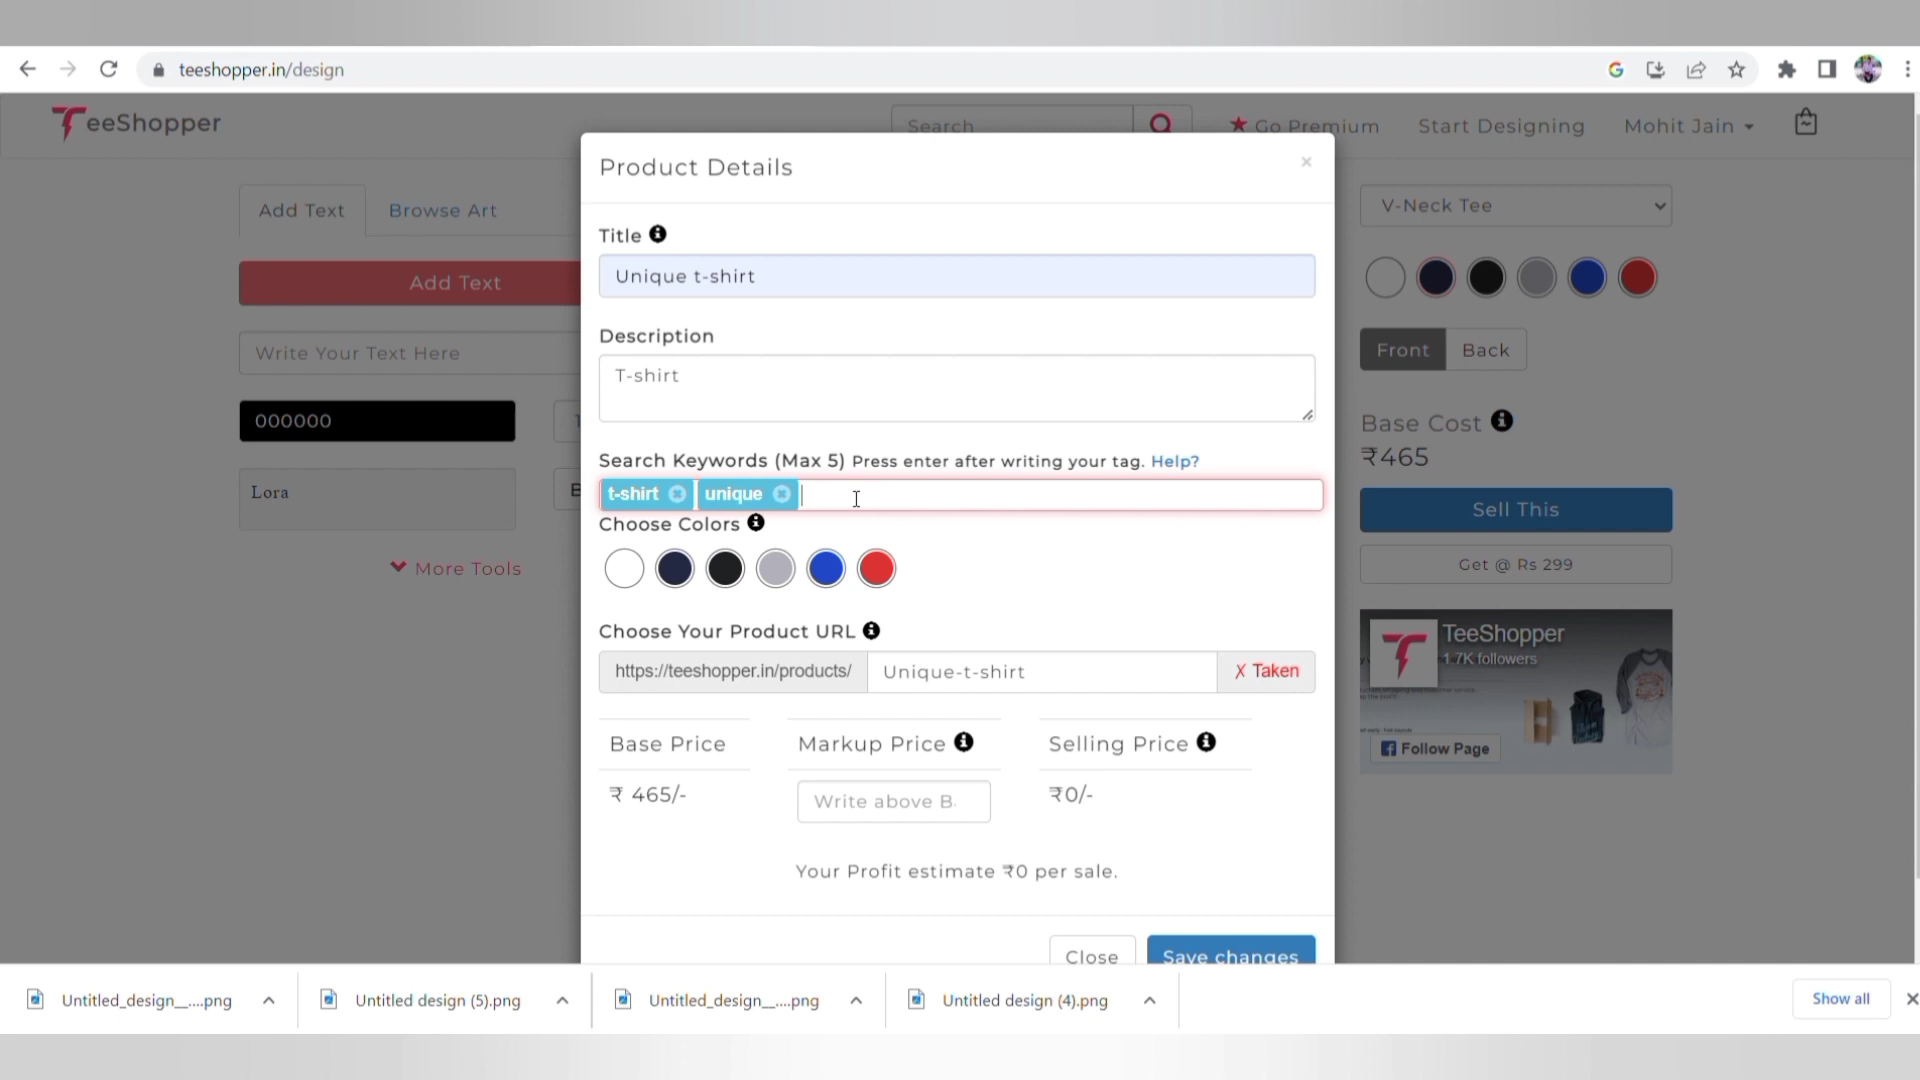 teeshopper.in/design
TeeShopper
Search
Go Premium
Start Designing
Mohit Jain
Product Details
×
Add Text
Browse Art
Add Text
Write Your Text Here
000000
Lora
B
More Tools
Title
Unique t-shirt
Description
T-shirt
Search Keywords (Max 5) Press enter after writing your tag. Help?
t-shirt
unique
Choose Colors
Choose Your Product URL
https://teeshopper.in/products/
Unique-t-shirt
✗ Taken
Base Price
Markup Price
Selling Price
₹ 465/-
Write above B
₹0/-
Your Profit estimate ₹0 per sale.
Close
Save changes
V-Neck Tee
Front
Back
Base Cost
₹465
Sell This
Get @ Rs 299
TeeShopper
1.7K followers
Follow Page
Untitled_design__....png
Untitled design (5).png
Untitled_design__....png
Untitled design (4).png
Show all